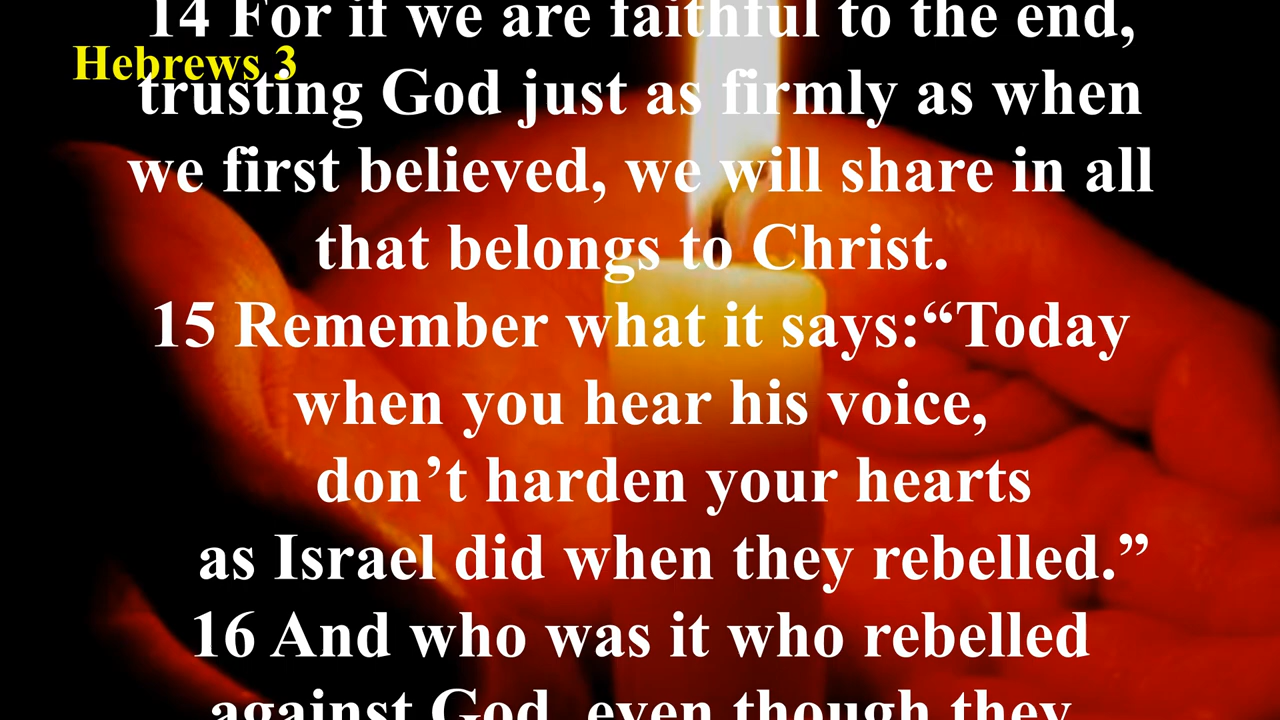 14 For if we are faithful to the end,
Hebrews 3
trusting God just as firmly as when
we first believed, we will share in all
that belongs to Christ.
15 Remember what it says:“Today
when you hear his voice,
don’t harden your hearts
as Israel did when they rebelled.”
16 And who was it who rebelled
against God, even though they